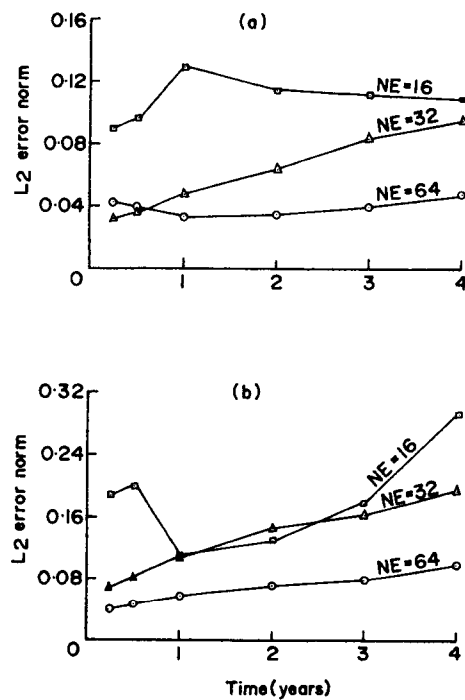 (a)
L2 error norm
0·16
0·12
0·08
0·04
0
NE=16
NE=32
NE=64
1
2
3
4
(b)
L2 error norm
0·32
0·24
0·16
0·08
0
NE=16
NE=32
NE=64
1
2
3
4
Time(years)